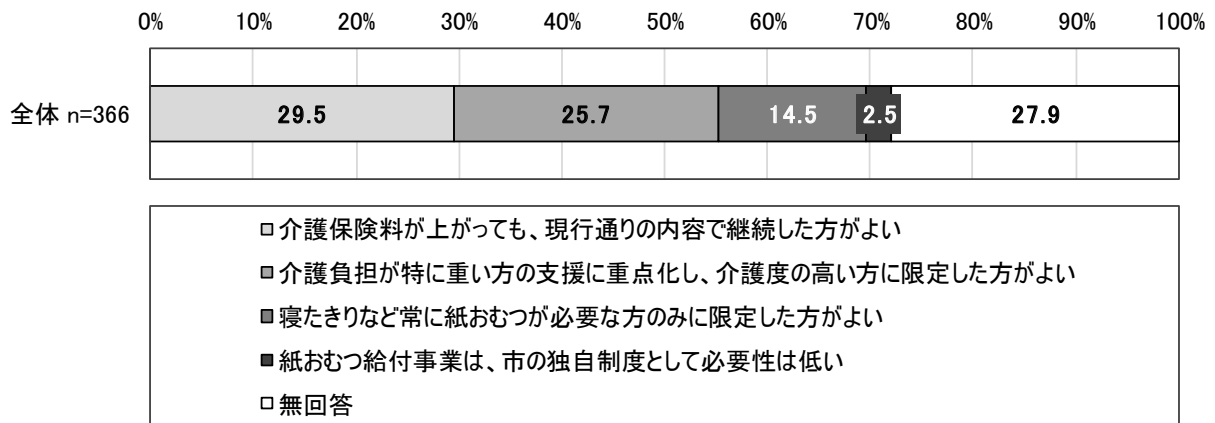 0% 10% 20% 30% 40% 50% 60% 70% 80% 90% 100%
全体 n=366 29.5 25.7 14.5 2.5 27.9
介護保険料が上がっても、現行通りの内容で継続した方がよい
介護負担が特に重い方の支援に重点化し、介護度の高い方に限定した方がよい
寝たきりなど常に紙おむつが必要な方のみに限定した方がよい
紙おむつ給付事業は、市の独自制度として必要性は低い
無回答